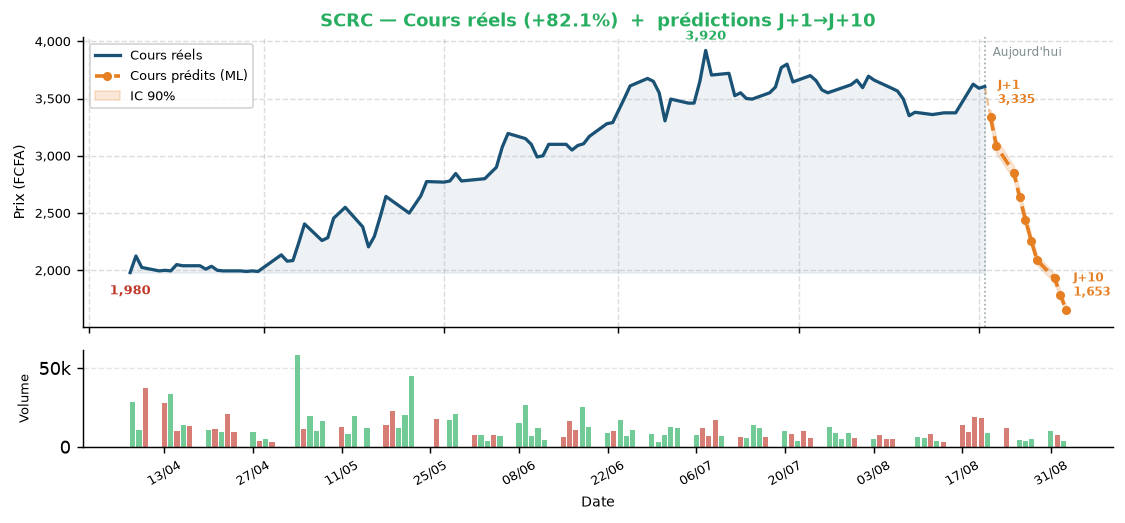 SCRC — Cours réels (+82.1%)  +  prédictions J+1→J+10
3,920
4,000
3,500
3,000
2,500
2,000
Prix (FCFA)
Cours réels
Cours prédits (ML)
IC 90%
Aujourd'hui
J+1
3,335
J+10
1,653
1,980
50k
0
Volume
13/04
27/04
11/05
25/05
08/06
22/06
06/07
20/07
03/08
17/08
31/08
Date